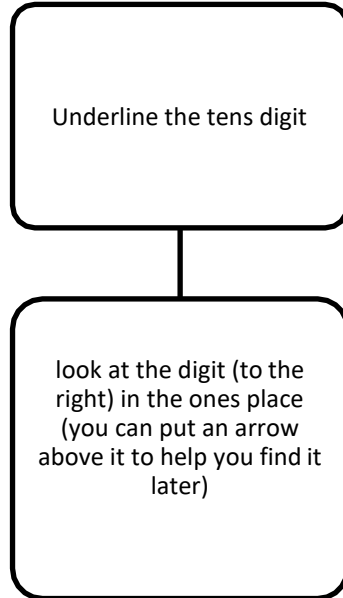 Underline the tens digit
look at the digit (to the
right) in the ones place
(you can put an arrow
above it to help you find it
later)